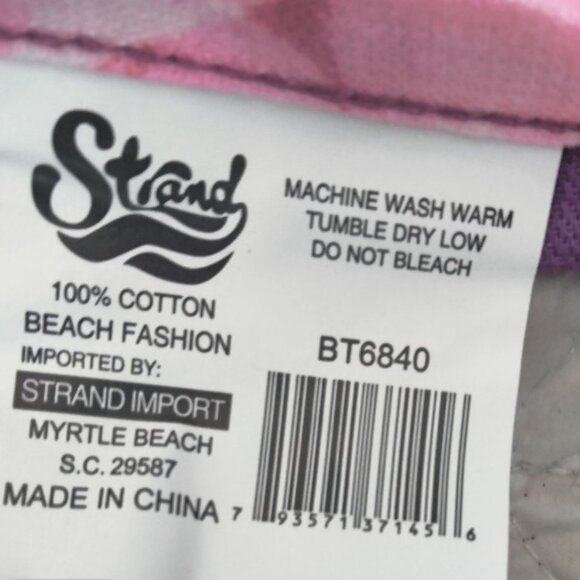 Strand
100% COTTON
BEACH FASHION
IMPORTED BY:
STRAND IMPORT
MYRTLE BEACH
S.C. 29587
MADE IN CHINA
MACHINE WASH WARM
TUMBLE DRY LOW
DO NOT BLEACH
BT6840
7 93571 37145 6